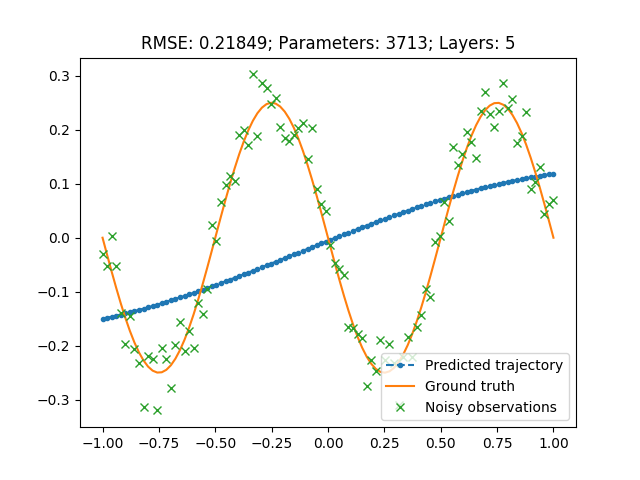 RMSE: 0.21849; Parameters: 3713; Layers: 5
0.3
0.2
0.1
0.0
−0.1
−0.2
−0.3
Predicted trajectory
Ground truth
Noisy observations
−1.00 −0.75 −0.50 −0.25 0.00 0.25 0.50 0.75 1.00